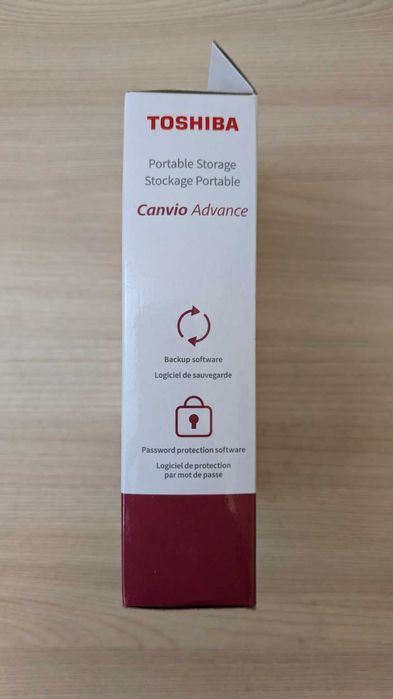 TOSHIBA
Portable Storage
Stockage Portable
Canvio Advance
Backup software
Logiciel de sauvegarde
Password protection software
Logiciel de protection
par mot de passe